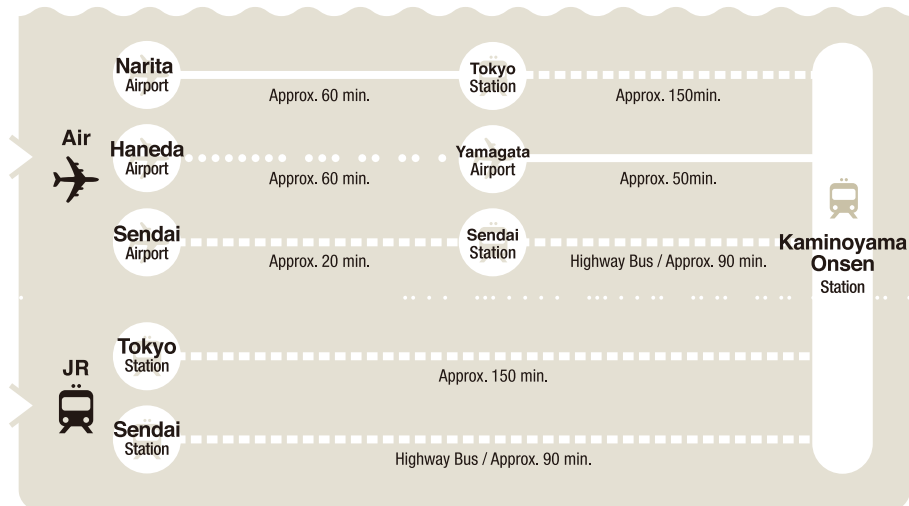 Narita
Airport
Approx. 60 min.
Tokyo
Station
Approx. 150min.
Air
Haneda
Airport
Approx. 60 min.
Yamagata
Airport
Approx. 50min.
Sendai
Airport
Approx. 20 min.
Sendai
Station
Highway Bus / Approx. 90 min.
Kaminoyama
Onsen
Station
JR
Tokyo
Station
Approx. 150 min.
Sendai
Station
Highway Bus / Approx. 90 min.